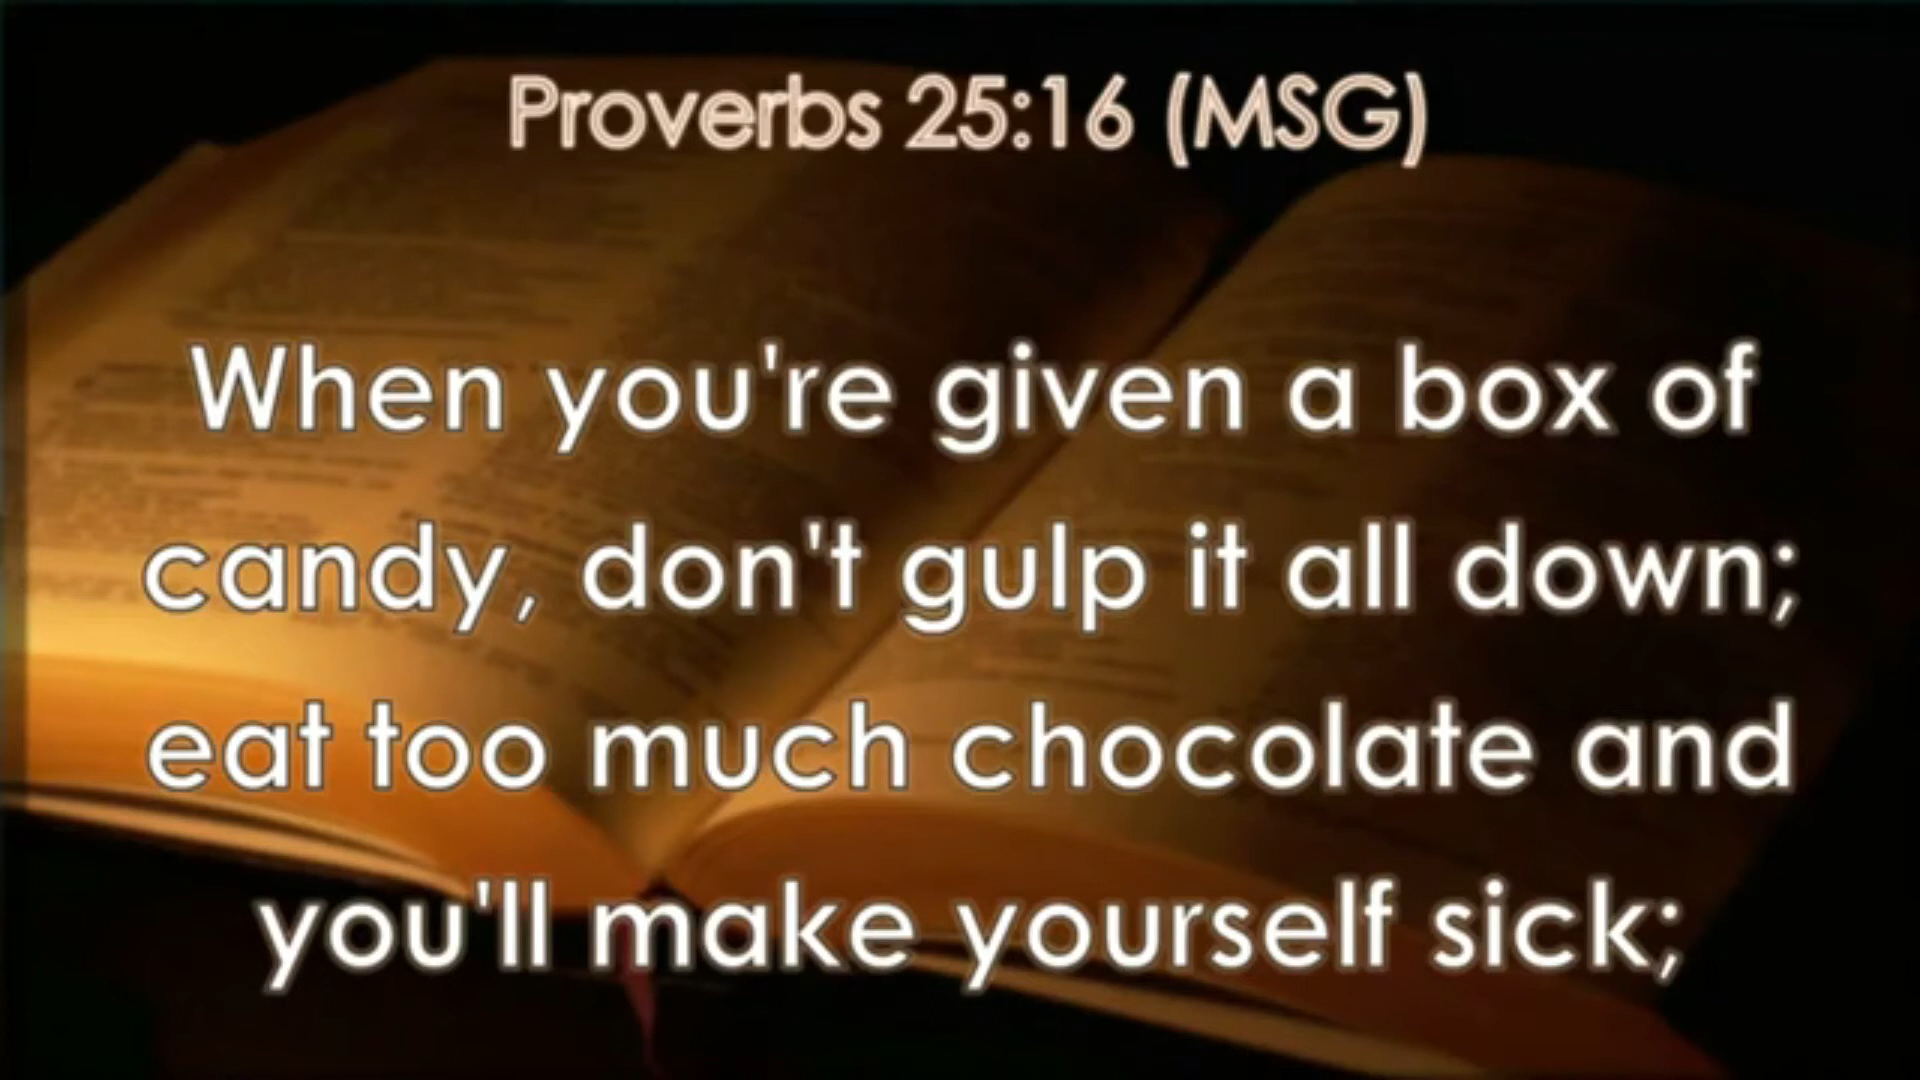 Proverbs 25:16 (MSG)
When you're given a box of
candy, don't gulp it all down;
eat too much chocolate and
you'll make yourself sick;